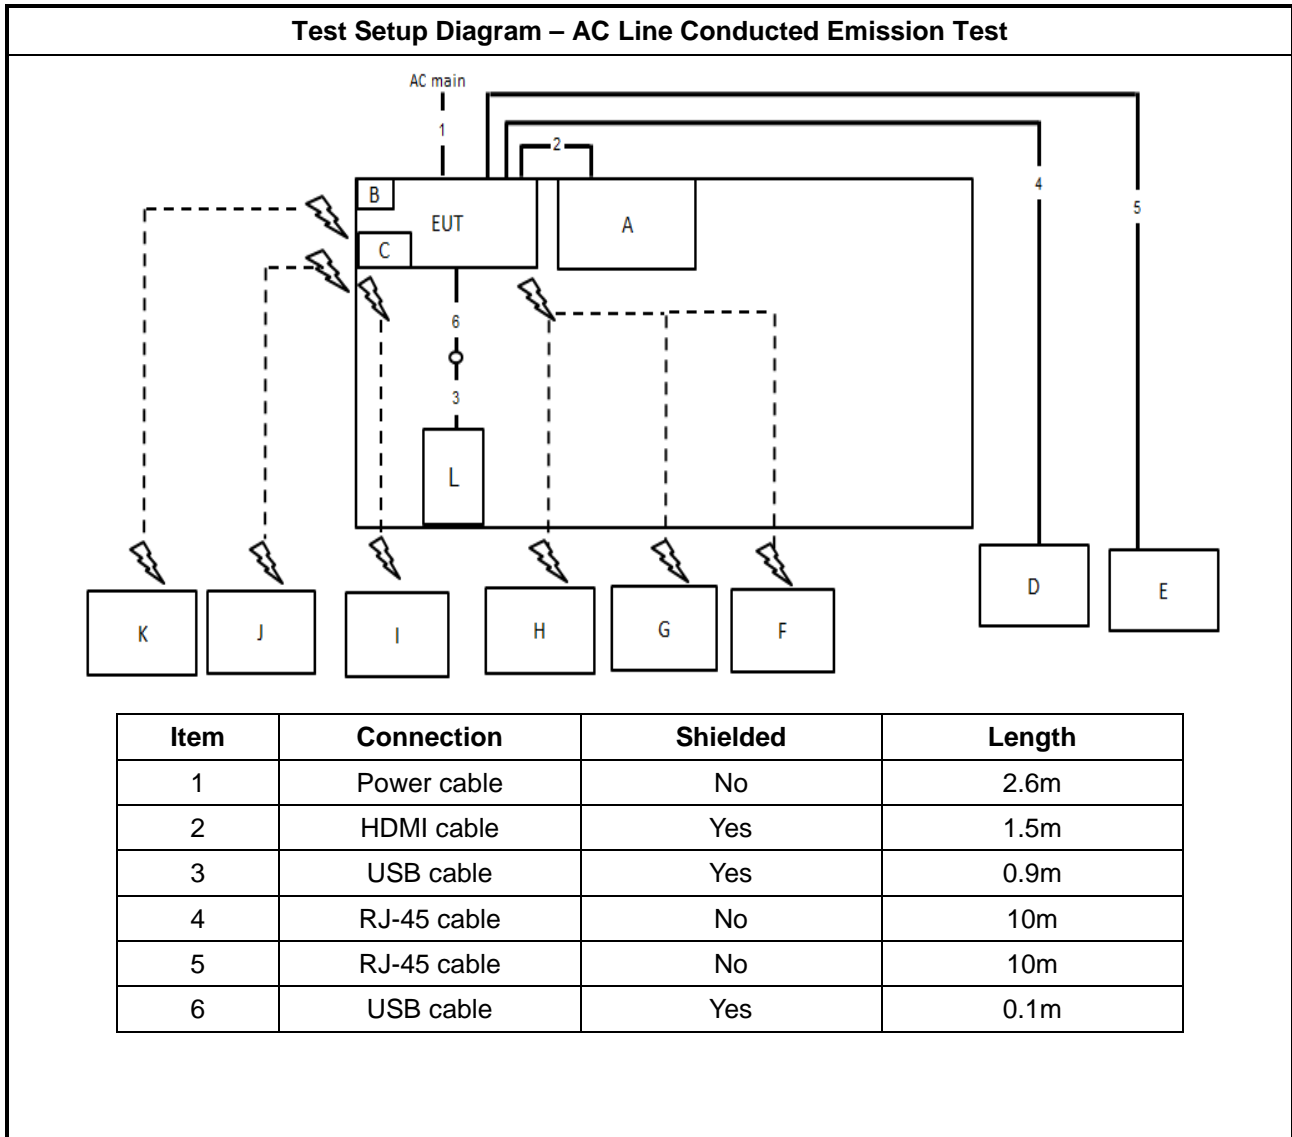 Test Setup Diagram – AC Line Conducted Emission Test
AC main
1
2
B
EUT
A
C
4
5
6
3
L
D
E
K
J
I
H
G
F
Item Connection Shielded Length
1 Power cable No 2.6m
2 HDMI cable Yes 1.5m
3 USB cable Yes 0.9m
4 RJ-45 cable No 10m
5 RJ-45 cable No 10m
6 USB cable Yes 0.1m